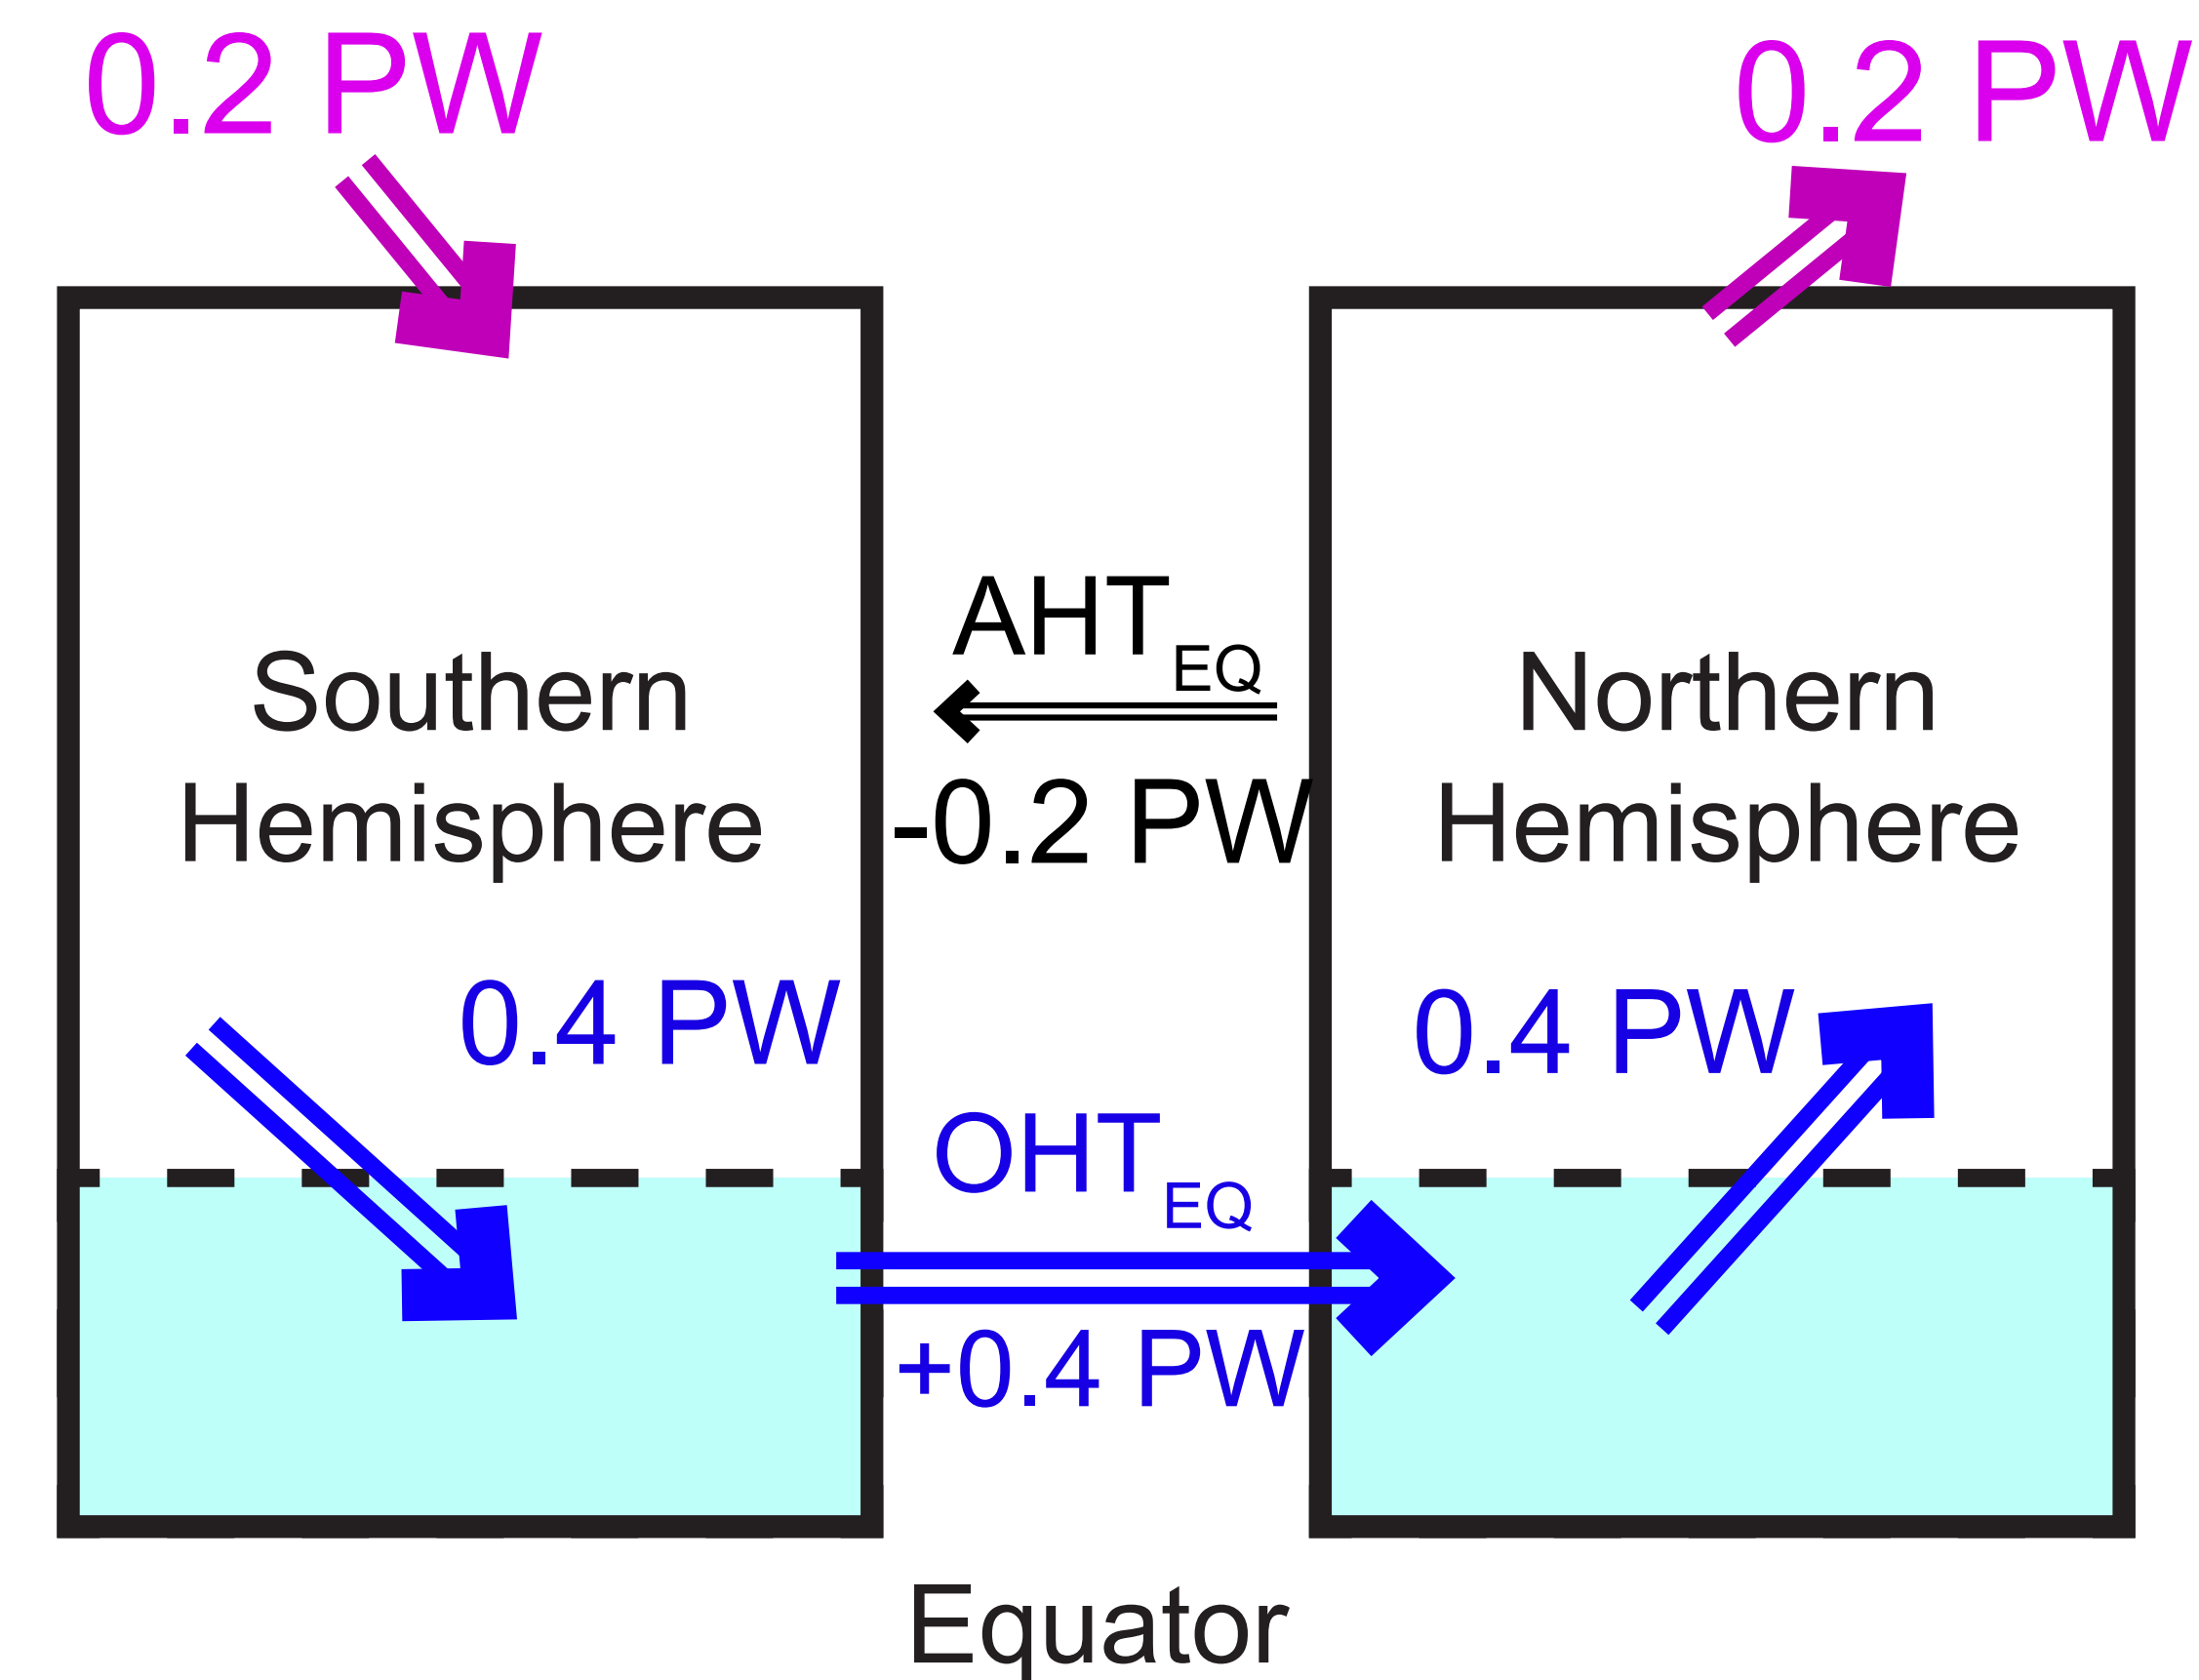 0.2 PW
0.2 PW
AHT_EQ
Southern
Hemisphere
-0.2 PW
Northern
Hemisphere
0.4 PW
0.4 PW
OHT_EQ
+0.4 PW
Equator